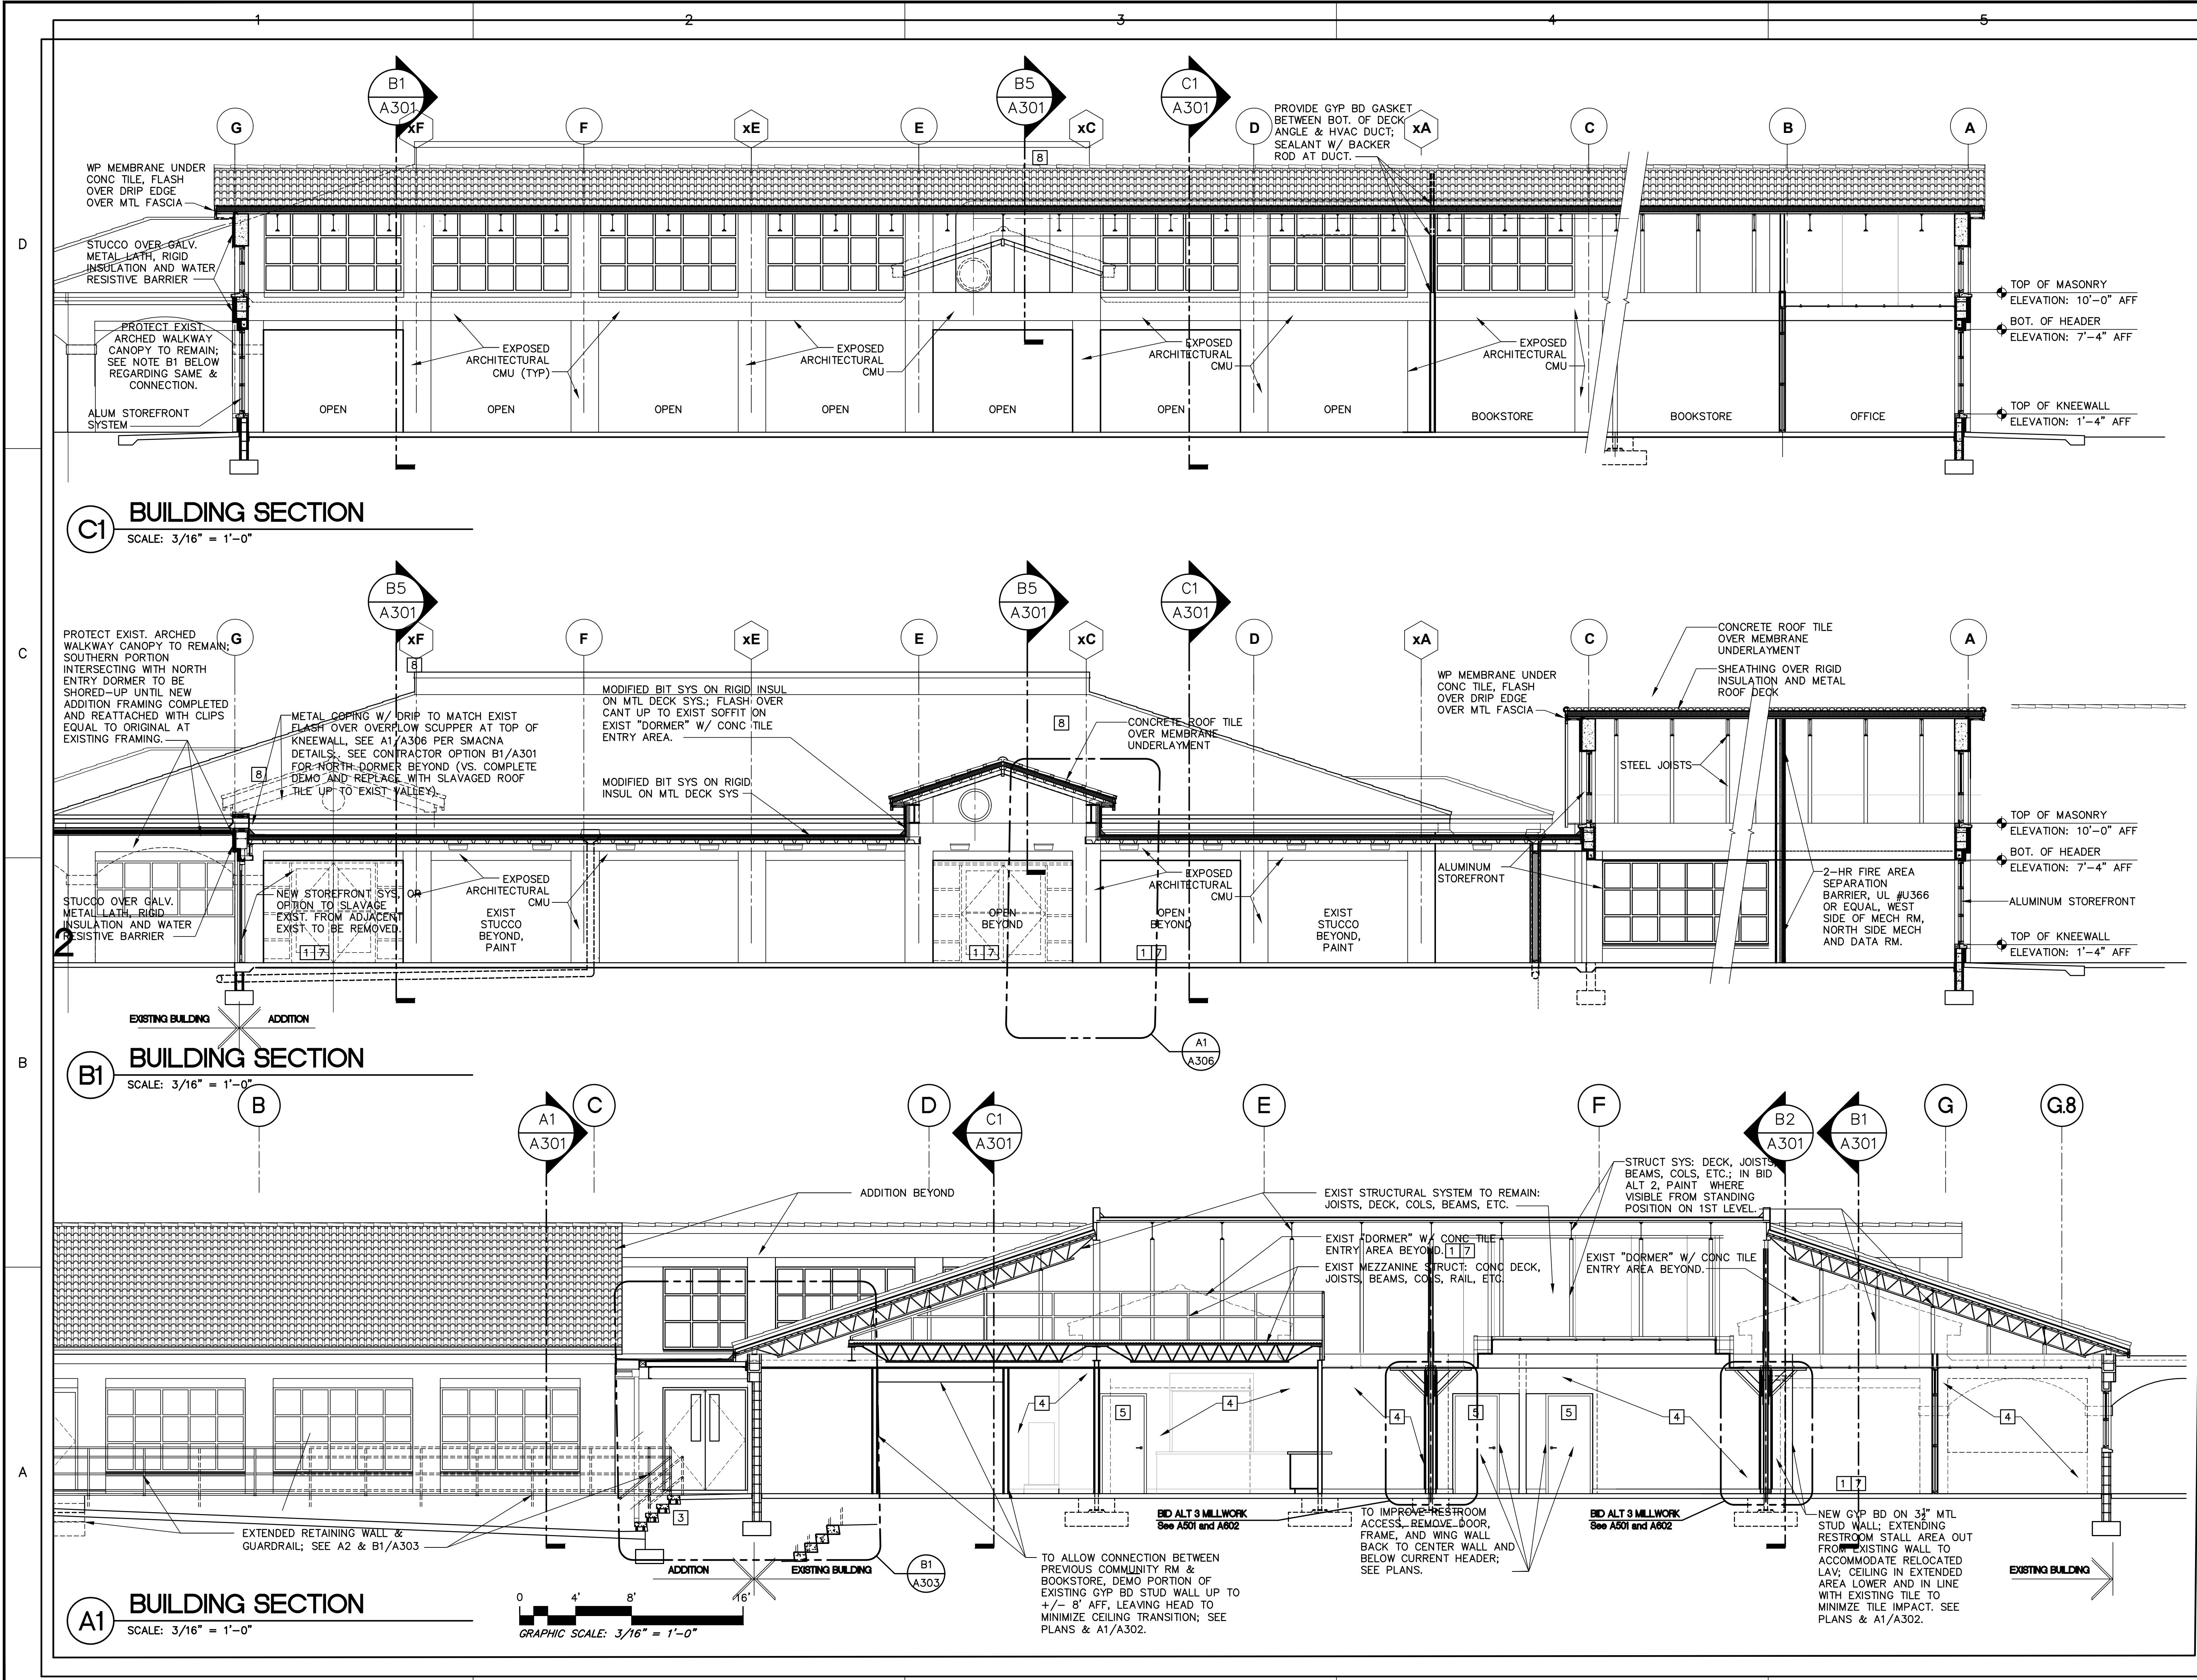 1
2
3
4
5
D
C
B
A
B1
A301
B5
A301
C1
A301
G
xF
F
xE
E
xC
D
xA
C
B
A
PROVIDE GYP BD GASKET
BETWEEN BOT. OF DECK
ANGLE & HVAC DUCT;
SEALANT W/ BACKER
ROD AT DUCT.
8
WP MEMBRANE UNDER
CONC TILE, FLASH
OVER DRIP EDGE
OVER MTL FASCIA
STUCCO OVER GALV.
METAL LATH, RIGID
INSULATION AND WATER
RESISTIVE BARRIER
PROTECT EXIST.
ARCHED WALKWAY
CANOPY TO REMAIN;
SEE NOTE B1 BELOW
REGARDING SAME &
CONNECTION.
ALUM STOREFRONT
SYSTEM
EXPOSED
ARCHITECTURAL
CMU (TYP)
EXPOSED
ARCHITECTURAL
CMU
EXPOSED
ARCHITECTURAL
CMU
EXPOSED
ARCHITECTURAL
CMU
OPEN
OPEN
OPEN
OPEN
OPEN
OPEN
OPEN
BOOKSTORE
BOOKSTORE
OFFICE
TOP OF MASONRY
ELEVATION: 10'-0" AFF
BOT. OF HEADER
ELEVATION: 7'-4" AFF
TOP OF KNEEWALL
ELEVATION: 1'-4" AFF
C1
BUILDING SECTION
SCALE: 3/16" = 1'-0"
B5
A301
B5
A301
C1
A301
G
xF
F
xE
E
xC
D
xA
C
A
PROTECT EXIST. ARCHED
WALKWAY CANOPY TO REMAIN;
SOUTHERN PORTION
INTERSECTING WITH NORTH
ENTRY DORMER TO BE
SHORED-UP UNTIL NEW
ADDITION FRAMING COMPLETED
AND REATTACHED WITH CLIPS
EQUAL TO ORIGINAL AT
EXISTING FRAMING.
8
8
8
METAL COPING W/ DRIP TO MATCH EXIST
FLASH OVER OVERFLOW SCUPPER AT TOP OF
KNEEWALL, SEE A1/A306 PER SMACNA
DETAILS;. SEE CONTRACTOR OPTION B1/A301
FOR NORTH DORMER BEYOND (VS. COMPLETE
DEMO AND REPLACE WITH SLAVAGED ROOF
TILE UP TO EXIST VALLEY).
MODIFIED BIT SYS ON RIGID INSUL
ON MTL DECK SYS.; FLASH OVER
CANT UP TO EXIST SOFFIT ON
EXIST "DORMER" W/ CONC TILE
ENTRY AREA.
MODIFIED BIT SYS ON RIGID
INSUL ON MTL DECK SYS
CONCRETE ROOF TILE
OVER MEMBRANE
UNDERLAYMENT
WP MEMBRANE UNDER
CONC TILE, FLASH
OVER DRIP EDGE
OVER MTL FASCIA
CONCRETE ROOF TILE
OVER MEMBRANE
UNDERLAYMENT
SHEATHING OVER RIGID
INSULATION AND METAL
ROOF DECK
STEEL JOISTS
STUCCO OVER GALV.
METAL LATH, RIGID
INSULATION AND WATER
RESISTIVE BARRIER
2
NEW STOREFRONT SYS, OR
OPTION TO SLAVAGE
EXIST. FROM ADJACENT
EXIST TO BE REMOVED.
1 7
EXPOSED
ARCHITECTURAL
CMU
EXIST
STUCCO
BEYOND,
PAINT
OPEN
BEYOND
1 7
EXPOSED
ARCHITECTURAL
CMU
OPEN
BEYOND
1 7
EXIST
STUCCO
BEYOND,
PAINT
ALUMINUM
STOREFRONT
2-HR FIRE AREA
SEPARATION
BARRIER, UL #U366
OR EQUAL, WEST
SIDE OF MECH RM,
NORTH SIDE MECH
AND DATA RM.
TOP OF MASONRY
ELEVATION: 10'-0" AFF
BOT. OF HEADER
ELEVATION: 7'-4" AFF
ALUMINUM STOREFRONT
TOP OF KNEEWALL
ELEVATION: 1'-4" AFF
EXISTING BUILDING
ADDITION
A1
A306
B1
BUILDING SECTION
SCALE: 3/16" = 1'-0"
B
A1
A301
C
D
C1
A301
E
F
B2
A301
B1
A301
G
G.8
ADDITION BEYOND
EXIST STRUCTURAL SYSTEM TO REMAIN:
JOISTS, DECK, COLS, BEAMS, ETC.
STRUCT SYS: DECK, JOISTS,
BEAMS, COLS, ETC.; IN BID
ALT 2, PAINT WHERE
VISIBLE FROM STANDING
POSITION ON 1ST LEVEL.
EXIST "DORMER" W/ CONC TILE
ENTRY AREA BEYOND. 1 7
EXIST MEZZANINE STRUCT: CONC DECK,
JOISTS, BEAMS, COLS, RAIL, ETC.
EXIST "DORMER" W/ CONC TILE
ENTRY AREA BEYOND.
4
5
4
4
5
5
4
4
1 7
3
EXTENDED RETAINING WALL &
GUARDRAIL; SEE A2 & B1/A303
ADDITION
EXISTING BUILDING
B1
A303
BID ALT 3 MILLWORK
See A501 and A602
TO IMPROVE RESTROOM
ACCESS, REMOVE DOOR,
FRAME, AND WING WALL
BACK TO CENTER WALL AND
BELOW CURRENT HEADER;
SEE PLANS.
BID ALT 3 MILLWORK
See A501 and A602
NEW GYP BD ON 3½" MTL
STUD WALL; EXTENDING
RESTROOM STALL AREA OUT
FROM EXISTING WALL TO
ACCOMMODATE RELOCATED
LAV; CEILING IN EXTENDED
AREA LOWER AND IN LINE
WITH EXISTING TILE TO
MINIMZE TILE IMPACT. SEE
PLANS & A1/A302.
EXISTING BUILDING
TO ALLOW CONNECTION BETWEEN
PREVIOUS COMMUNITY RM &
BOOKSTORE, DEMO PORTION OF
EXISTING GYP BD STUD WALL UP TO
+/- 8' AFF, LEAVING HEAD TO
MINIMIZE CEILING TRANSITION; SEE
PLANS & A1/A302.
A1
BUILDING SECTION
SCALE: 3/16" = 1'-0"
0 4' 8' 16'
GRAPHIC SCALE: 3/16" = 1'-0"